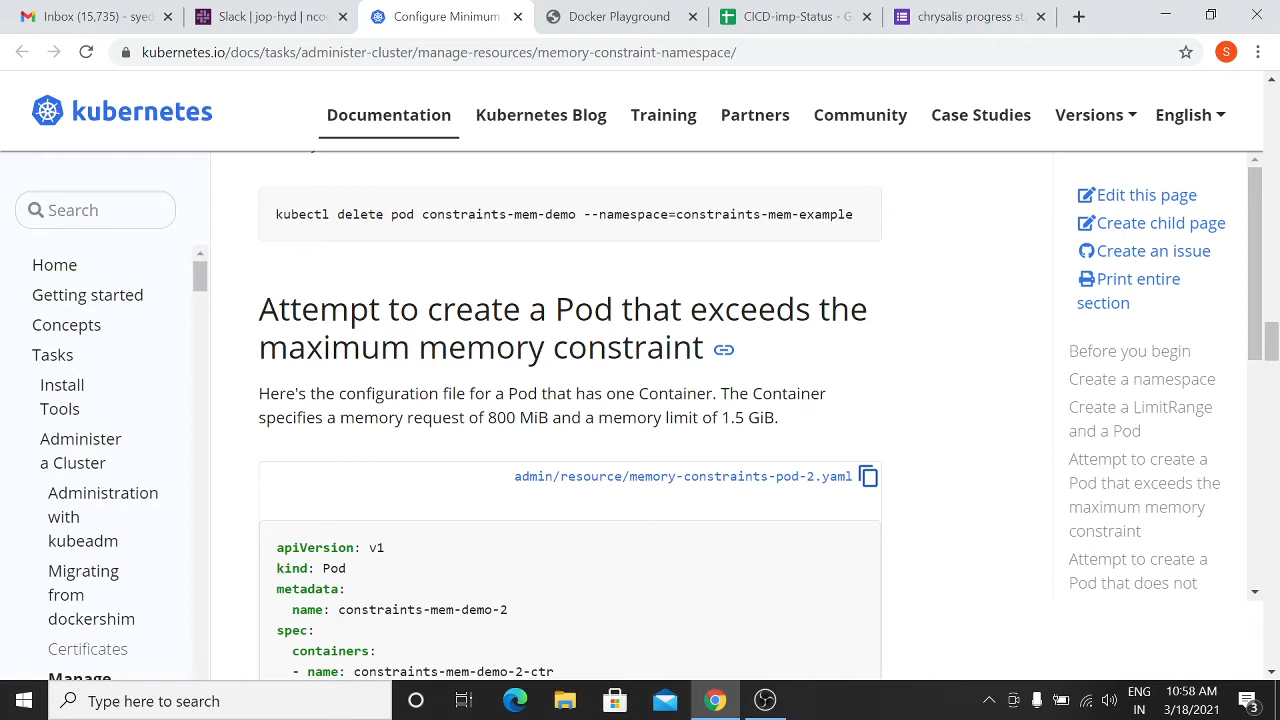 Inbox (15,735) - syed
Slack | jop-hyd | ncou
Configure Minimum
Docker Playground
CICD-imp-Status - G
chrysalis progress st
kubernetes.io/docs/tasks/administer-cluster/manage-resources/memory-constraint-namespace/
S
kubernetes
Documentation
Kubernetes Blog
Training
Partners
Community
Case Studies
Versions
English
Search
Home
Getting started
Concepts
Tasks
Install
Tools
Administer
a Cluster
Administration
with
kubeadm
Migrating
from
dockershim
Certificates
Manage
kubectl delete pod constraints-mem-demo --namespace=constraints-mem-example
Attempt to create a Pod that exceeds the
maximum memory constraint
Here's the configuration file for a Pod that has one Container. The Container
specifies a memory request of 800 MiB and a memory limit of 1.5 GiB.
admin/resource/memory-constraints-pod-2.yaml
apiVersion: v1
kind: Pod
metadata:
name: constraints-mem-demo-2
spec:
containers:
- name: constraints-mem-demo-2-ctr
Edit this page
Create child page
Create an issue
Print entire
section
Before you begin
Create a namespace
Create a LimitRange
and a Pod
Attempt to create a
Pod that exceeds the
maximum memory
constraint
Attempt to create a
Pod that does not
Type here to search
ENG
IN
10:58 AM
3/18/2021
3